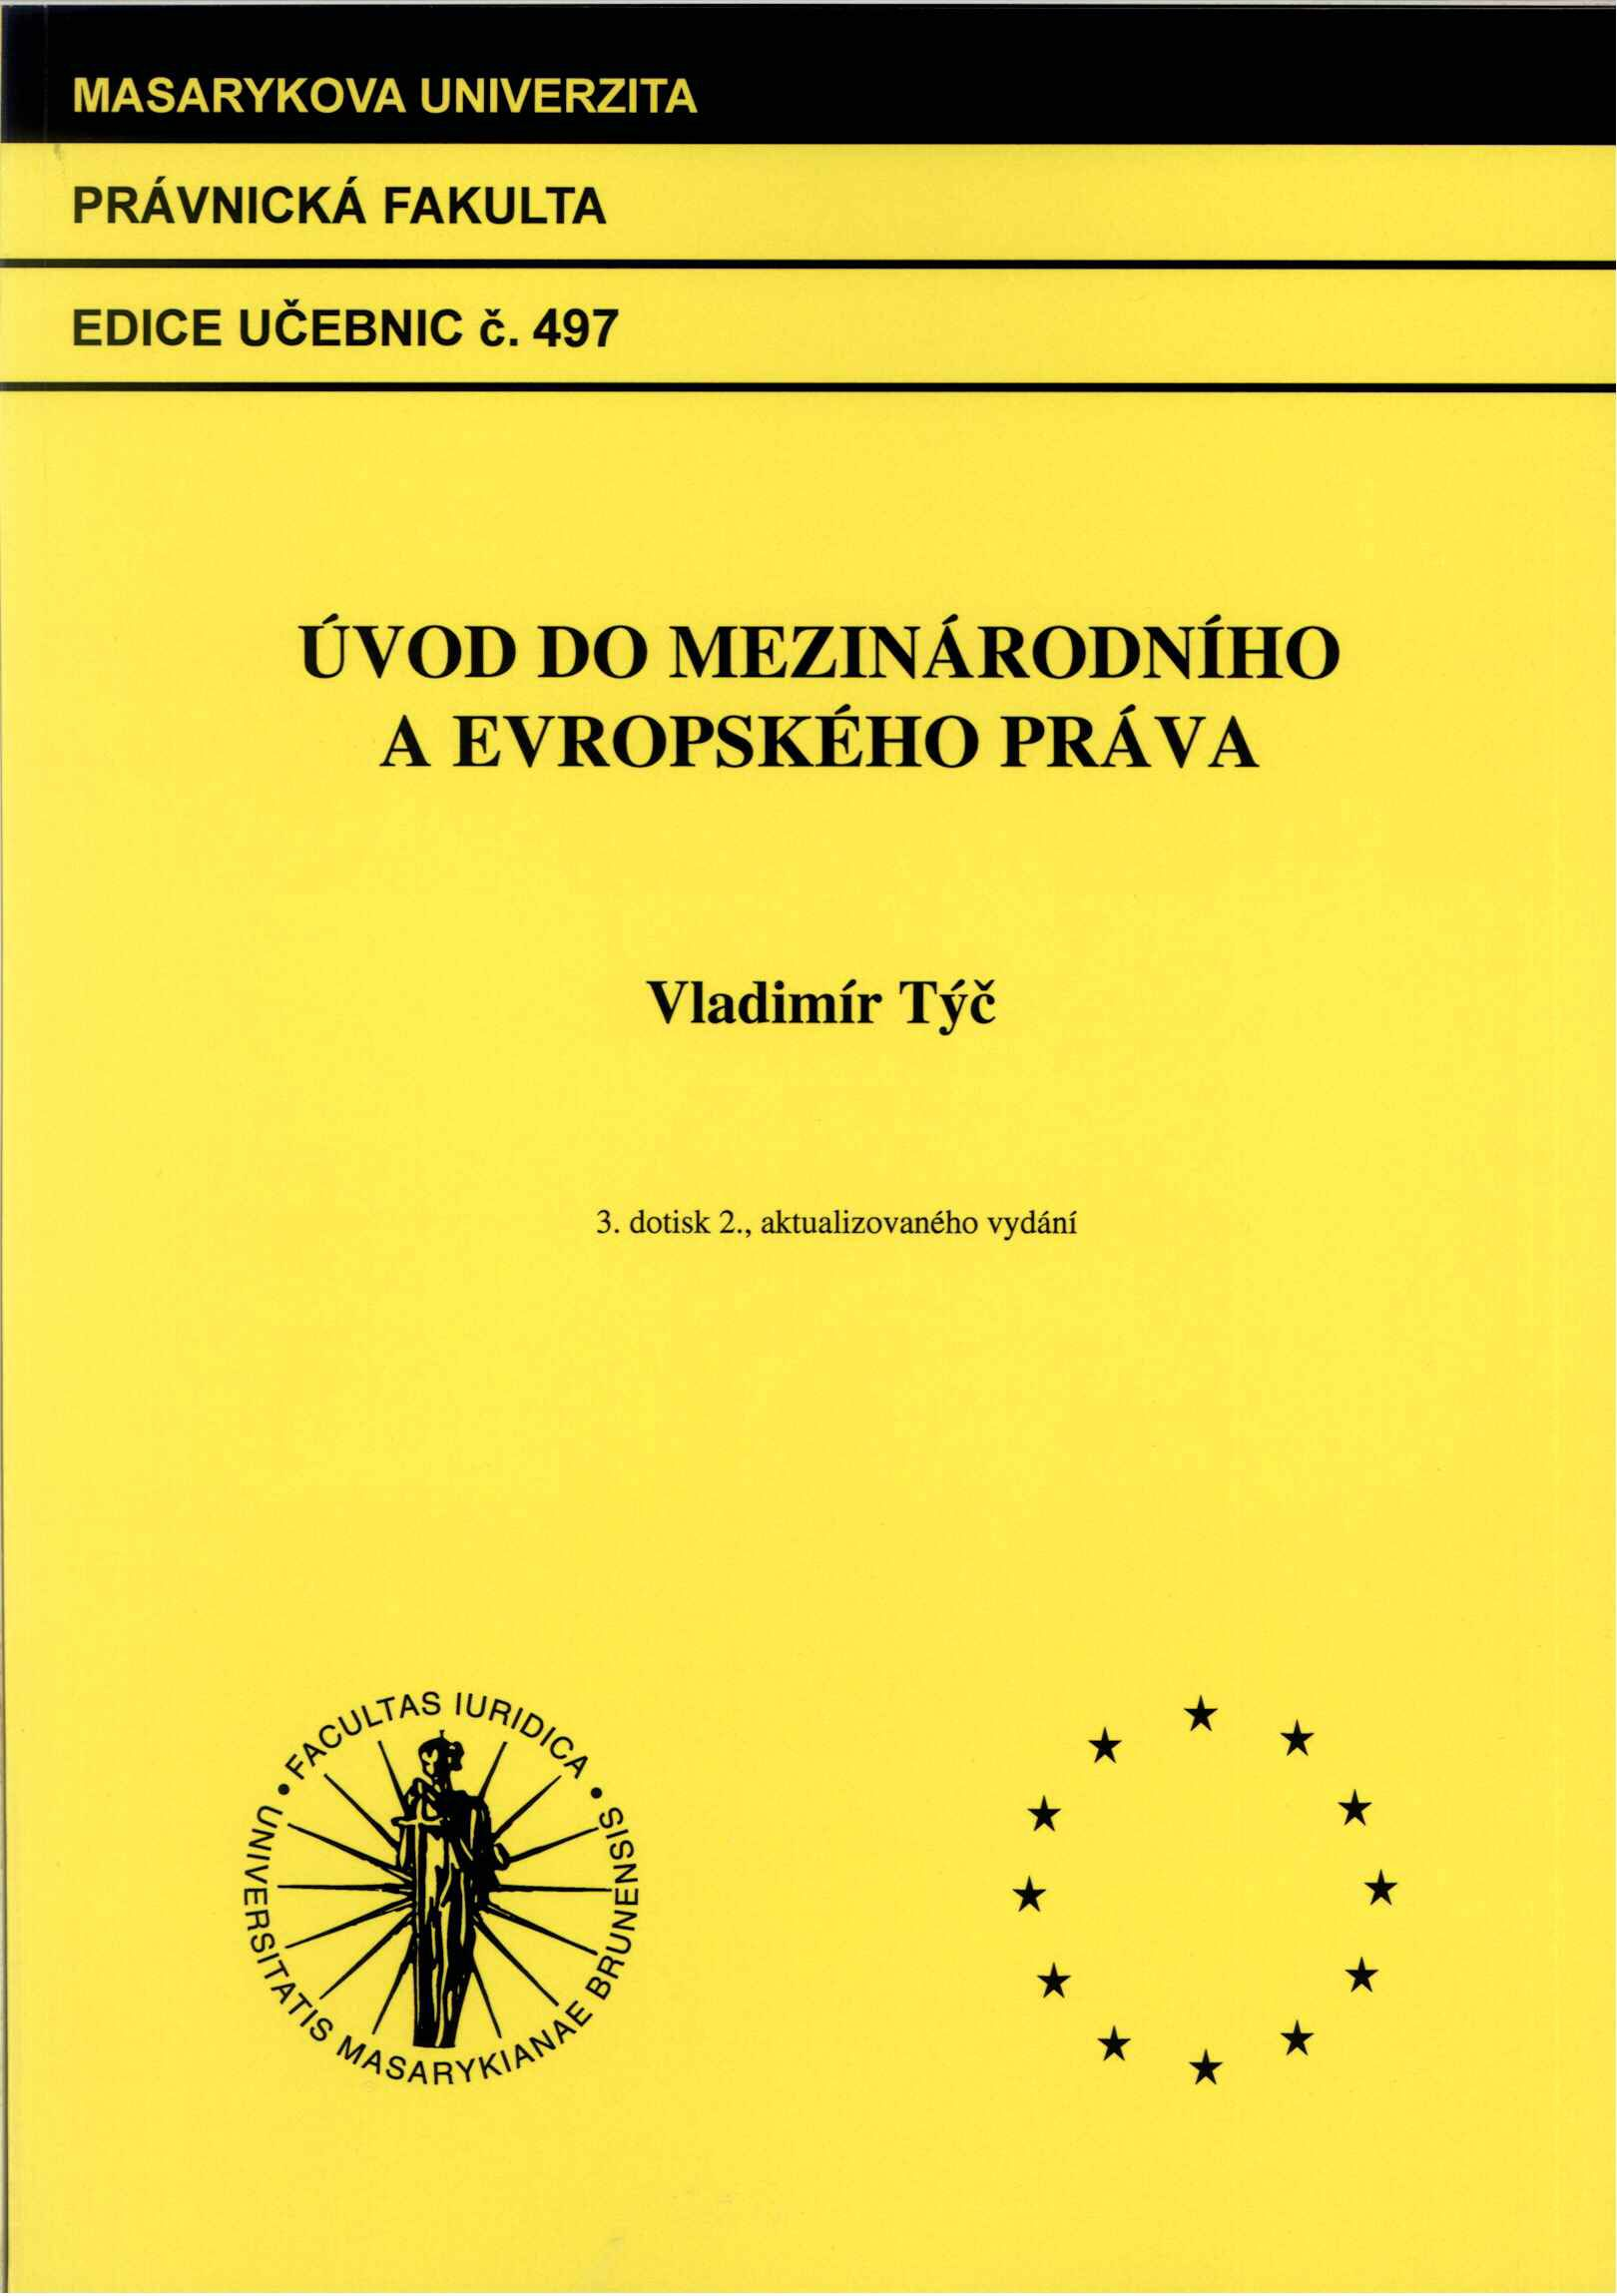 MASARYKOVA UNIVERZITA
PRÁVNICKÁ FAKULTA
EDICE UČEBNIC č. 497
ÚVOD DO MEZINÁRODNÍHO
A EVROPSKÉHO PRÁVA
Vladimír Týč
3. dotisk 2., aktualizovaného vydání
• FACULTAS IURIDICA • UNIVERSITATIS MASARYKIANAE BRUNENSIS